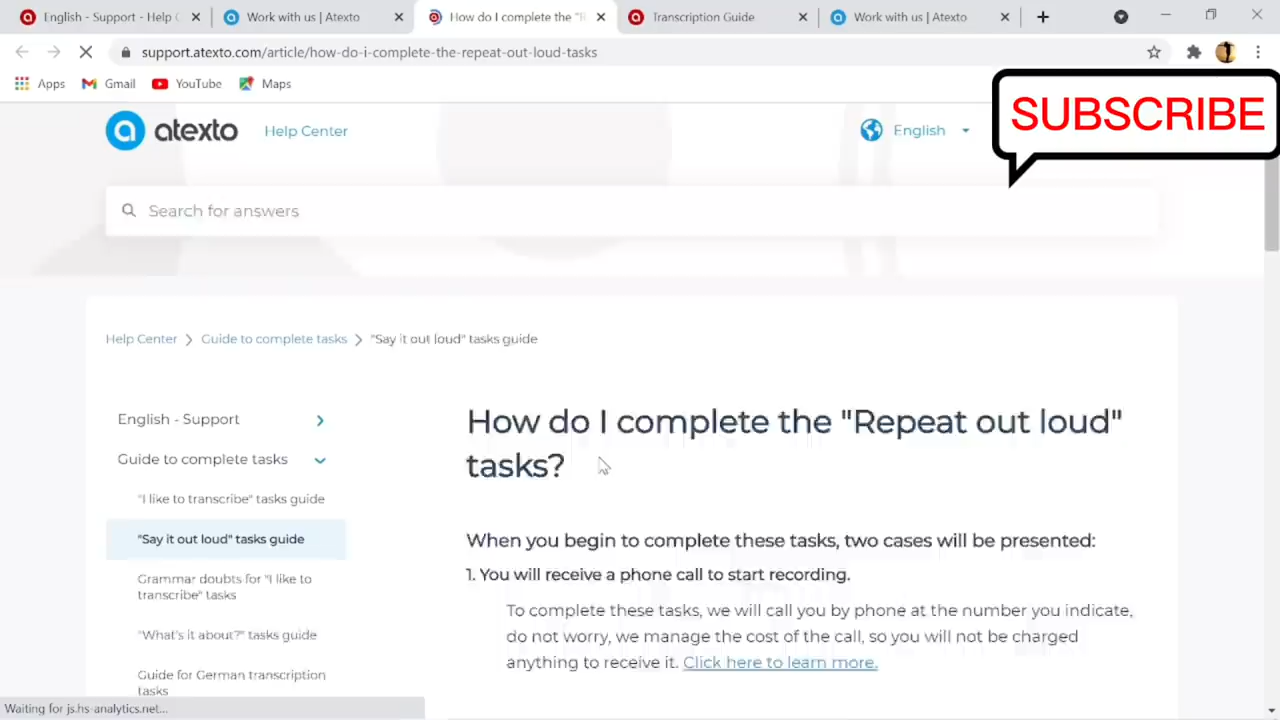 English - Support - Help C
Work with us | Atexto
How do I complete the "R
Transcription Guide
Work with us | Atexto
support.atexto.com/article/how-do-i-complete-the-repeat-out-loud-tasks
Apps
Gmail
YouTube
Maps
SUBSCRIBE
atexto
Help Center
English
Search for answers
Help Center > Guide to complete tasks > "Say it out loud" tasks guide
English - Support
Guide to complete tasks
"I like to transcribe" tasks guide
"Say it out loud" tasks guide
Grammar doubts for "I like to
transcribe" tasks
"What's it about?" tasks guide
Guide for German transcription
tasks
How do I complete the "Repeat out loud"
tasks?
When you begin to complete these tasks, two cases will be presented:
1. You will receive a phone call to start recording.
To complete these tasks, we will call you by phone at the number you indicate,
do not worry, we manage the cost of the call, so you will not be charged
anything to receive it. Click here to learn more.
Waiting for js.hs-analytics.net...